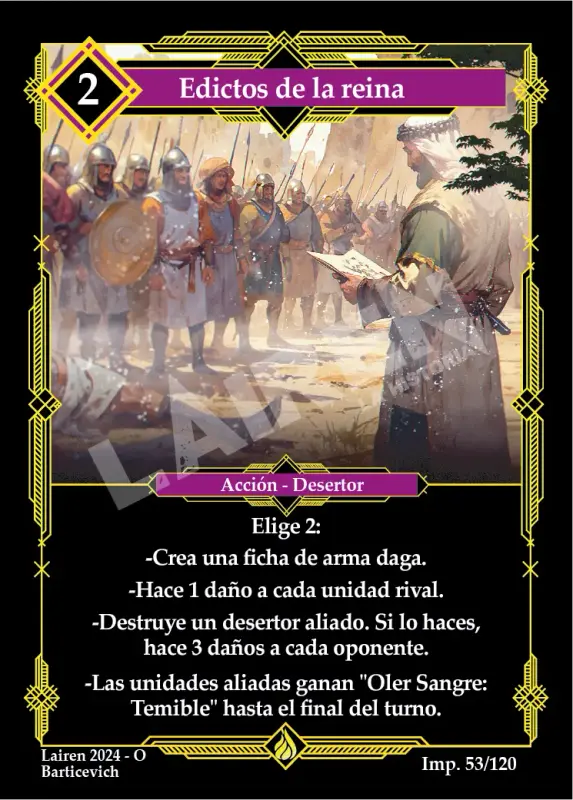 2
Edictos de la reina
LAIREN
HISTORIAS
Acción - Desertor
Elige 2:
-Crea una ficha de arma daga.
-Hace 1 daño a cada unidad rival.
-Destruye un desertor aliado. Si lo haces,
hace 3 daños a cada oponente.
-Las unidades aliadas ganan "Oler Sangre:
Temible" hasta el final del turno.
Lairen 2024 - O
Barticevich
Imp. 53/120